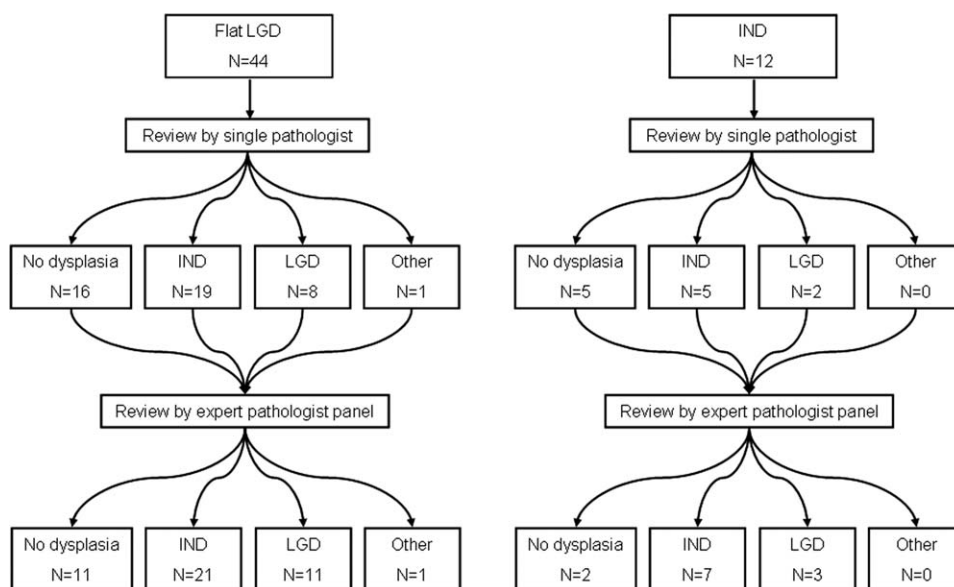 Flat LGD
N=44
IND
N=12
Review by single pathologist
Review by single pathologist
No dysplasia
N=16
IND
N=19
LGD
N=8
Other
N=1
No dysplasia
N=5
IND
N=5
LGD
N=2
Other
N=0
Review by expert pathologist panel
Review by expert pathologist panel
No dysplasia
N=11
IND
N=21
LGD
N=11
Other
N=1
No dysplasia
N=2
IND
N=7
LGD
N=3
Other
N=0